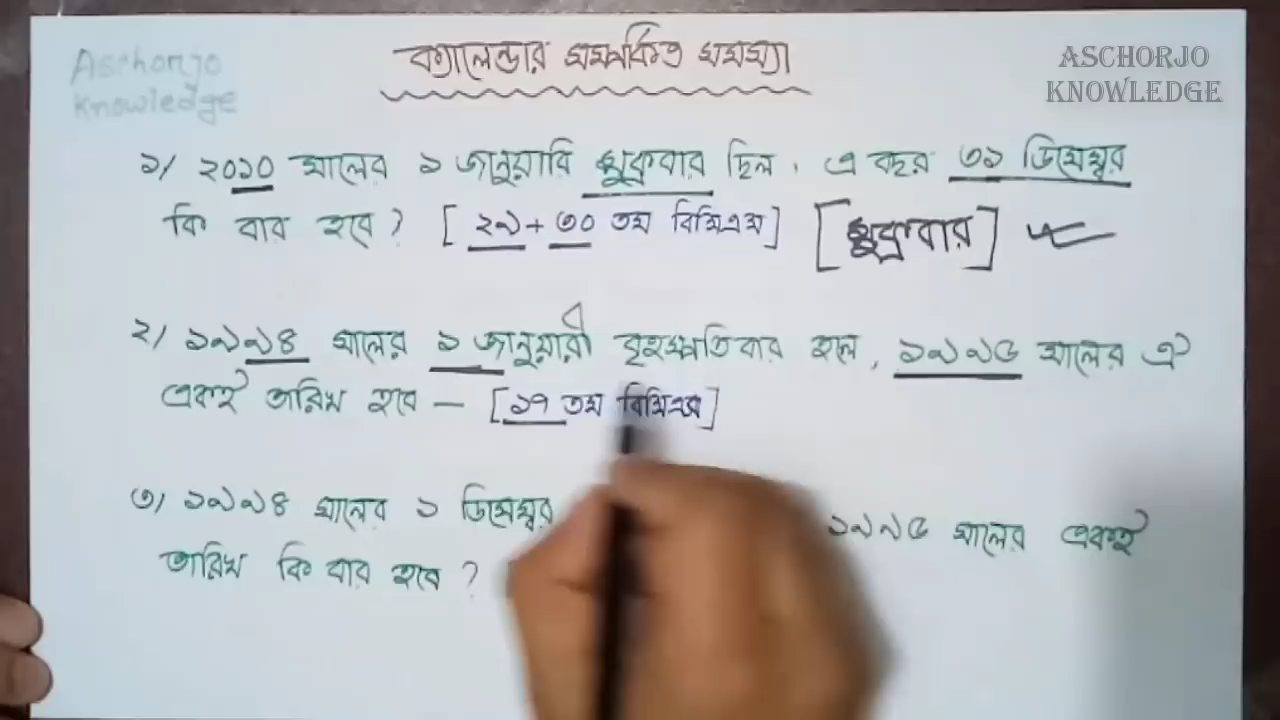 Aschorjo
Knowledge
ক্যালেন্ডার সম্পর্কিত সমস্যা
ASCHORJO
KNOWLEDGE
১/ ২০১০ সালের ১ জানুয়ারি শুক্রবার ছিল. এ বছর ৩১ ডিসেম্বর
কি বার হবে? [২৯+৩০ তম বিসিএস] [শুক্রবার]
২/ ১৯৯৪ সালের ১ জানুয়ারী বৃহস্পতিবার হলে, ১৯৯৫ সালের ঐ
একই তারিখ হবে — [১৭ তম বিসিএস]
৩/ ১৯৯৪ সালের ১ ডিসেম্বর ১৯৯৫ সালের একই
তারিখ কি বার হবে?